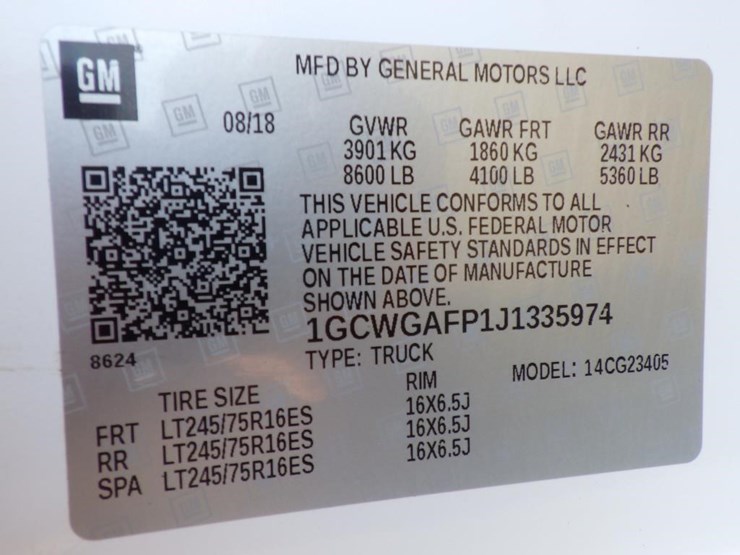 GM
MFD BY GENERAL MOTORS LLC
08/18
GVWR GAWR FRT GAWR RR
3901 KG 1860 KG 2431 KG
8600 LB 4100 LB 5360 LB
THIS VEHICLE CONFORMS TO ALL
APPLICABLE U.S. FEDERAL MOTOR
VEHICLE SAFETY STANDARDS IN EFFECT
ON THE DATE OF MANUFACTURE
SHOWN ABOVE.
1GCWGAFP1J1335974
8624
TYPE: TRUCK
MODEL: 14CG23405
TIRE SIZE RIM
FRT LT245/75R16ES 16X6.5J
RR LT245/75R16ES 16X6.5J
SPA LT245/75R16ES 16X6.5J